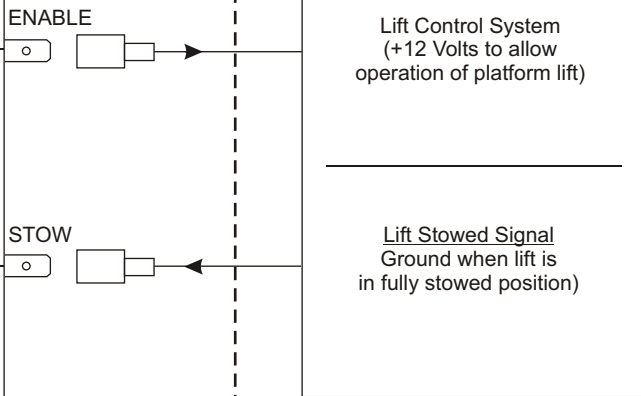 ENABLE
Lift Control System
(+12 Volts to allow
operation of platform lift)
STOW
Lift Stowed Signal
Ground when lift is
in fully stowed position)